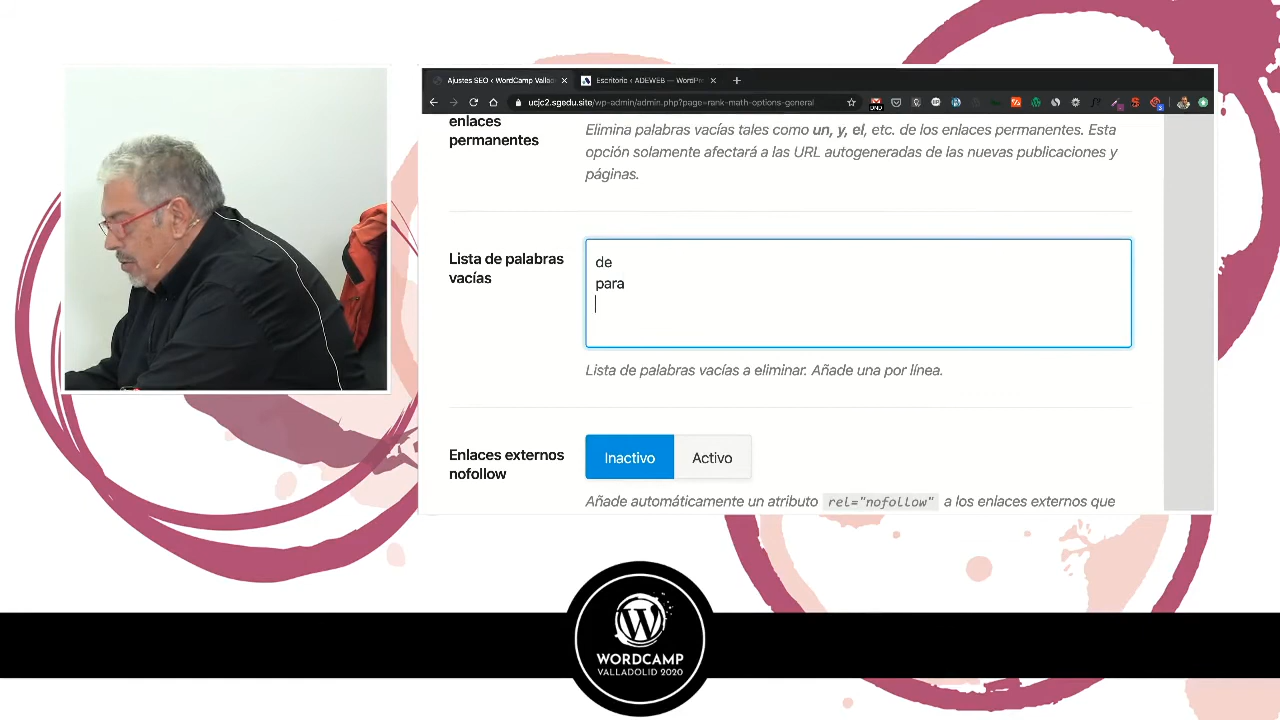 Ajustes SEO ‹ WordCamp Vallad
Escritorio ‹ ADEWEB — WordPr
ucjc2.sgedu.site/wp-admin/admin.php?page=rank-math-options-general
enlaces
permanentes
Elimina palabras vacías tales como un, y, el, etc. de los enlaces permanentes. Esta
opción solamente afectará a las URL autogeneradas de las nuevas publicaciones y
páginas.
Lista de palabras
vacías
de
para
Lista de palabras vacías a eliminar. Añade una por línea.
Enlaces externos
nofollow
Inactivo Activo
Añade automáticamente un atributo rel="nofollow" a los enlaces externos que
WORDCAMP
VALLADOLID 2020